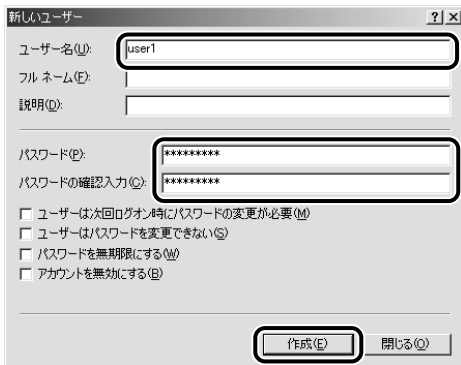 新しいユーザー ? ×
ユーザー名(U): user1
フル ネーム(F):
説明(D):
パスワード(P): *********
パスワードの確認入力(C): *********
ユーザーは次回ログオン時にパスワードの変更が必要(M)
ユーザーはパスワードを変更できない(S)
パスワードを無期限にする(W)
アカウントを無効にする(B)
作成(E) 閉じる(O)